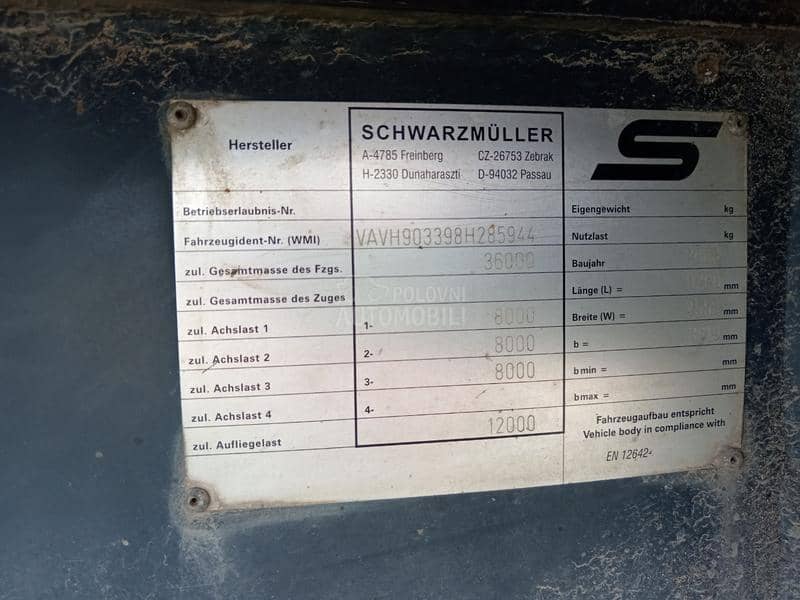 Hersteller
SCHWARZMÜLLER
A-4785 Freinberg CZ-26753 Zebrak
H-2330 Dunaharaszti D-94032 Passau
Betriebserlaubnis-Nr.
Fahrzeugident-Nr. (WMI) VAVH903398H285944
zul. Gesamtmasse des Fzgs. 36000
zul. Gesamtmasse des Zuges
zul. Achslast 1 1- 8000
zul. Achslast 2 2- 8000
zul. Achslast 3 3- 8000
zul. Achslast 4 4-
zul. Aufliegelast 12000
Eigengewicht kg
Nutzlast kg
Baujahr
Länge (L) = mm
Breite (W) = mm
b = mm
b min = mm
b max = mm
Fahrzeugaufbau entspricht
Vehicle body in compliance with
EN 12642-
POLOVNI
AUTOMOBILI